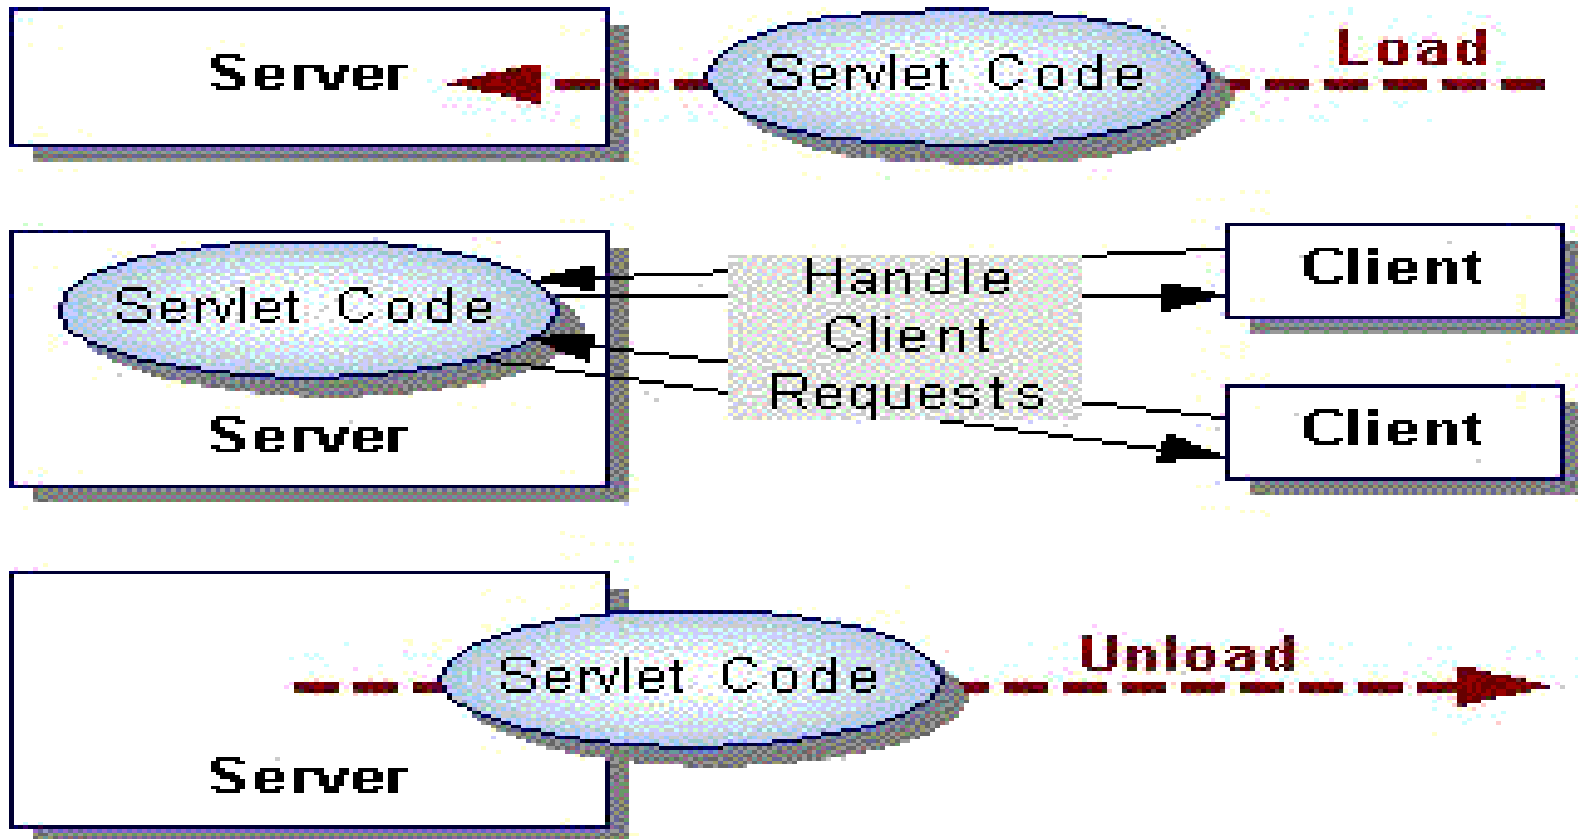 Server
Servlet Code
Load
Servlet Code
Server
Handle
Client
Requests
Client
Client
Servlet Code
Server
Unload